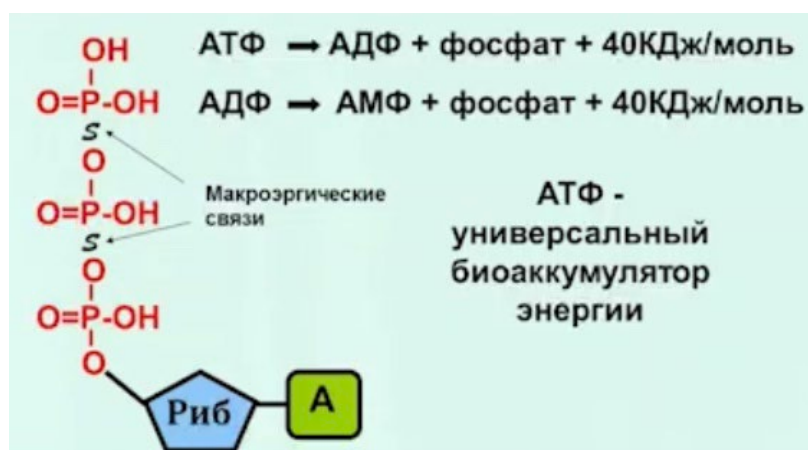 OH
O=P-OH
S
O
O=P-OH
S
O
O=P-OH
O
Риб
А
АТФ → АДФ + фосфат + 40КДж/моль
АДФ → АМФ + фосфат + 40КДж/моль
Макроэргические
связи
АТФ -
универсальный
биоаккумулятор
энергии